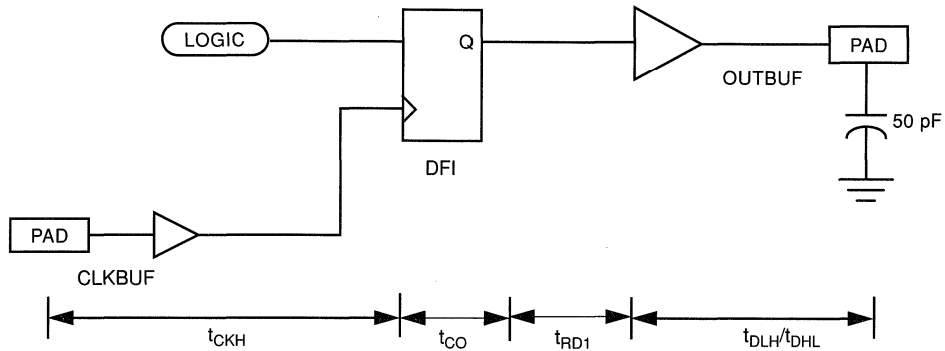 LOGIC
Q
PAD
OUTBUF
50 pF
DFI
PAD
CLKBUF
tCKH
tCO
tRD1
tDLH/tDHL